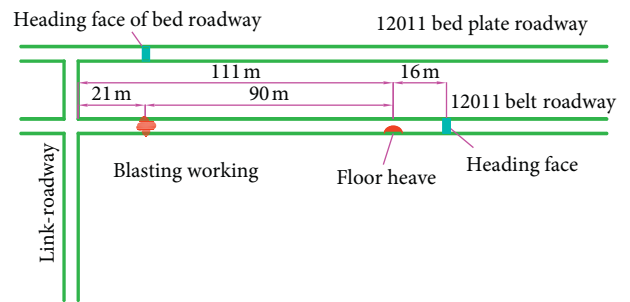 Heading face of bed roadway
12011 bed plate roadway
111 m
16 m
21 m
90 m
12011 belt roadway
Blasting working
Floor heave
Heading face
Link-roadway